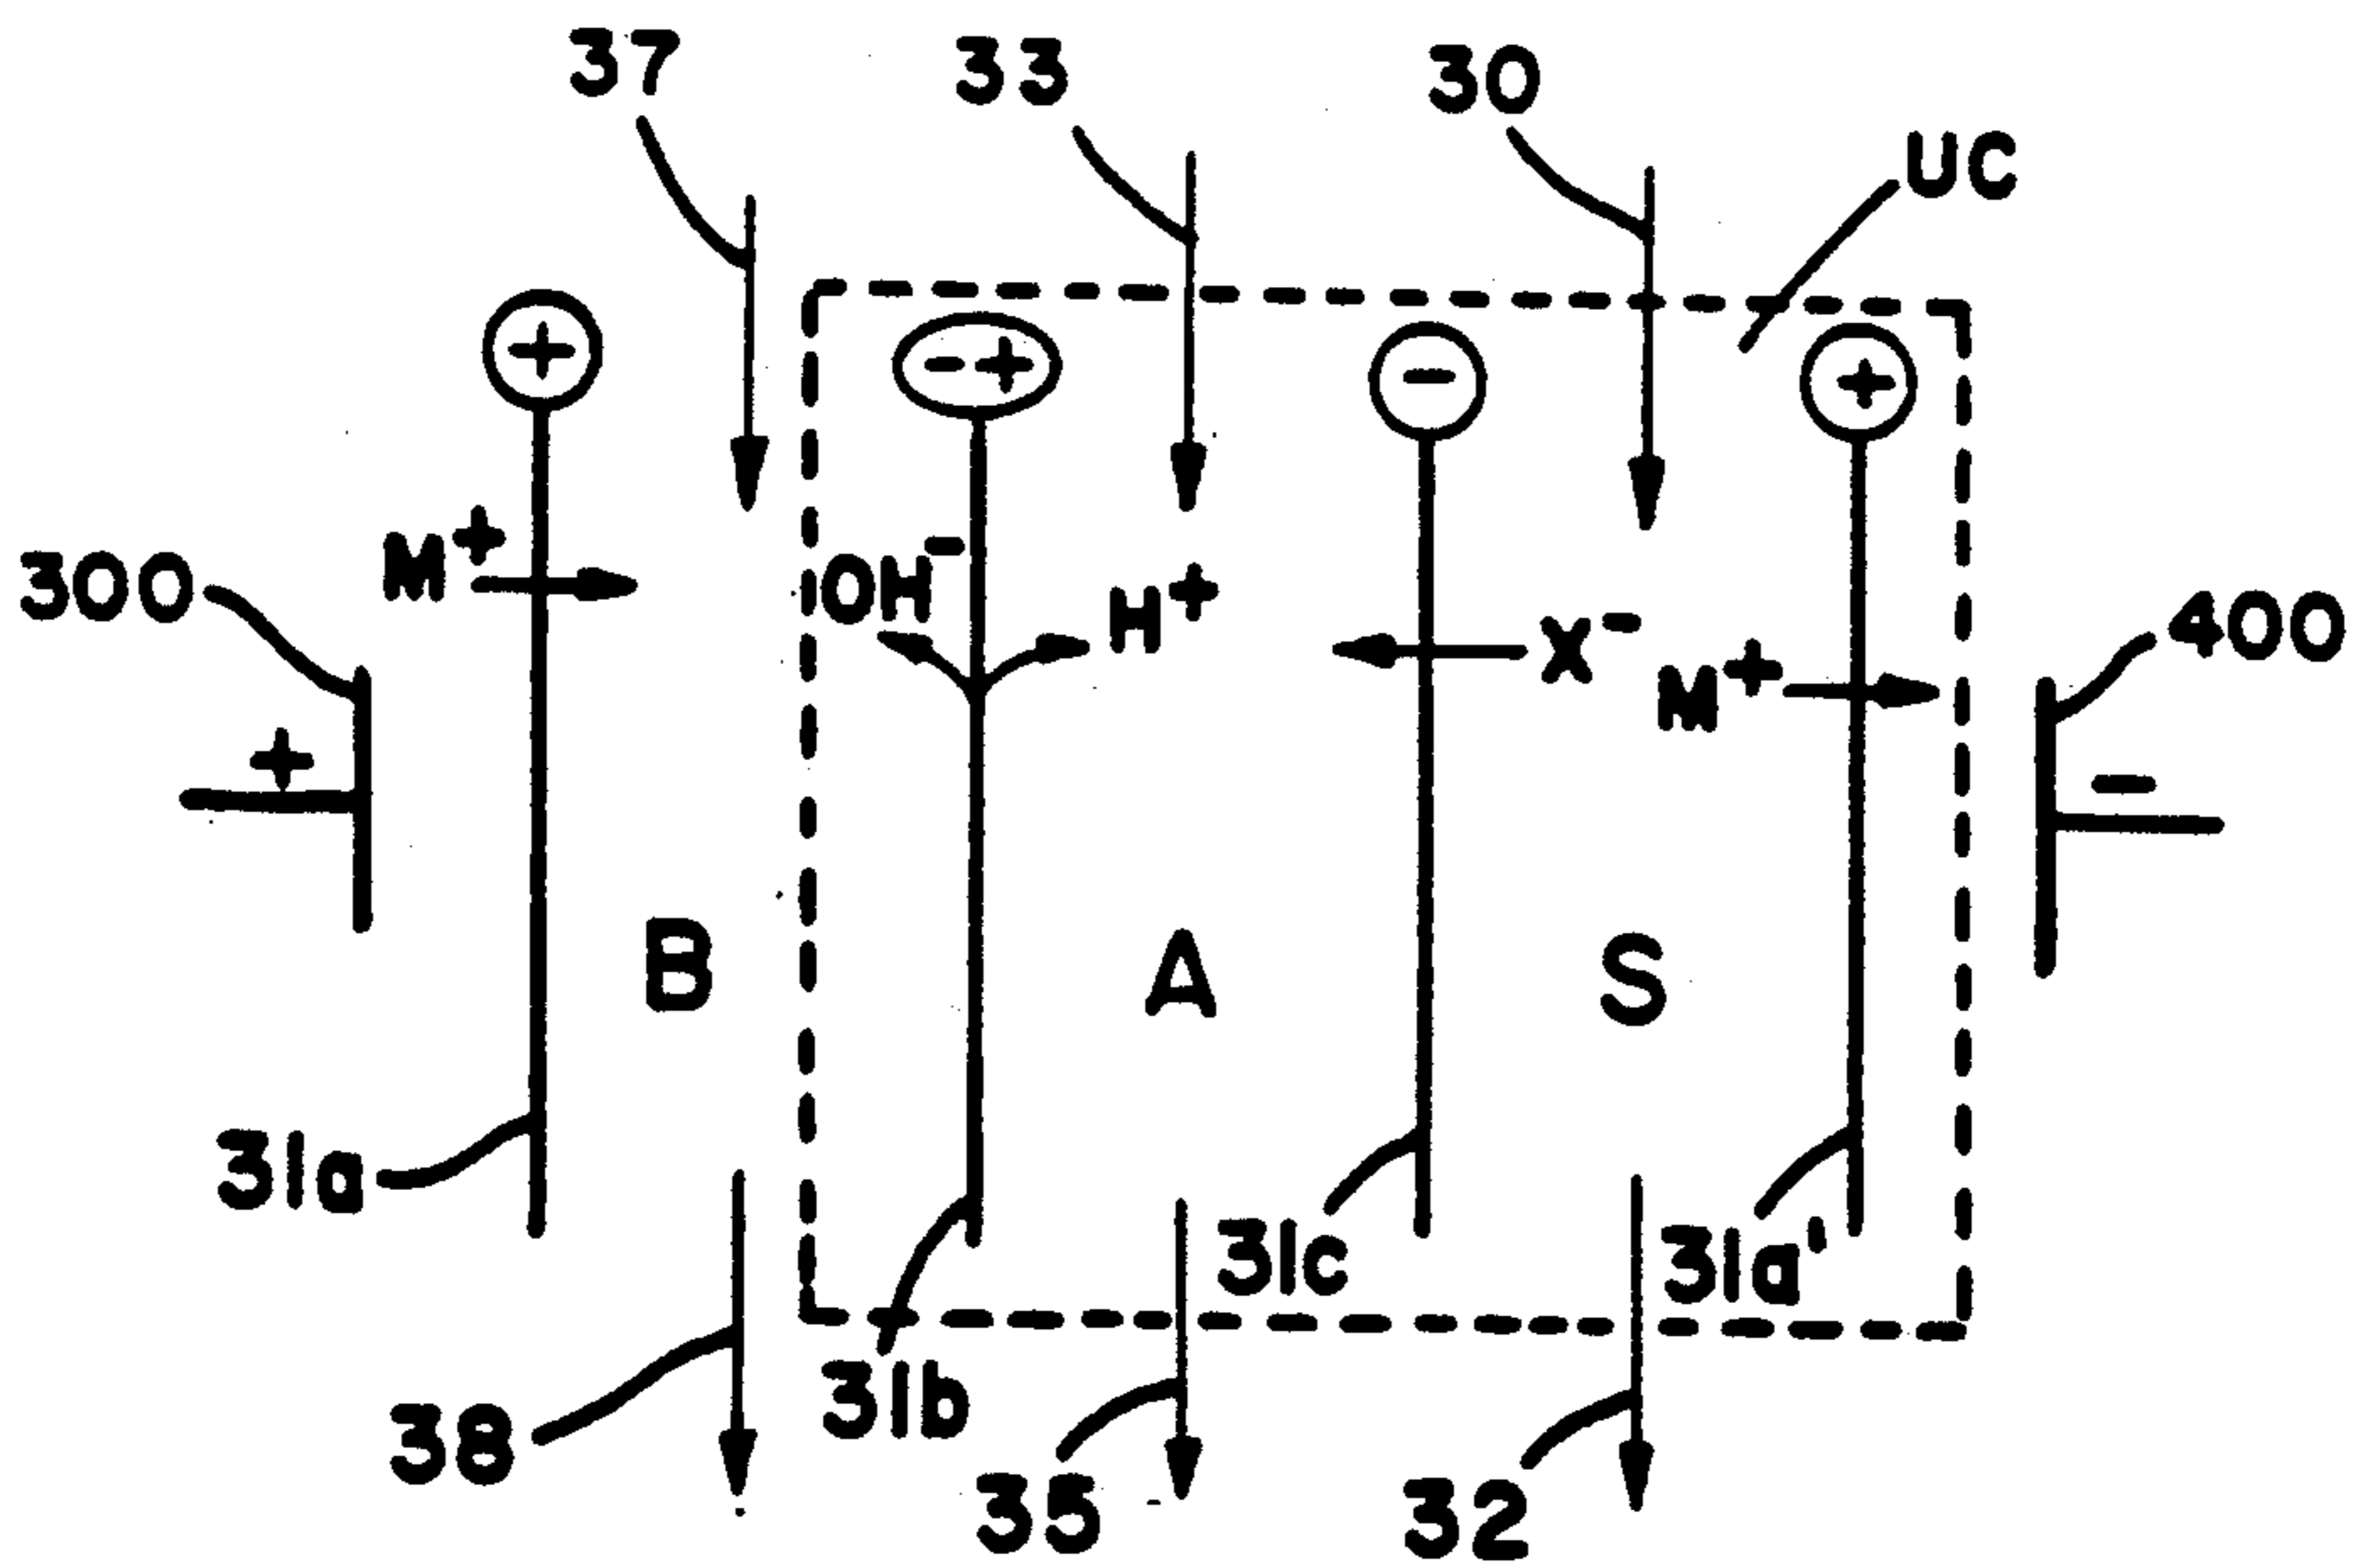 37
33
30
UC
+
- +
-
+
M+
OH-
H+
X-
M+
300
400
+
-
B
A
S
31a
31b
31c
31a'
38
35
32